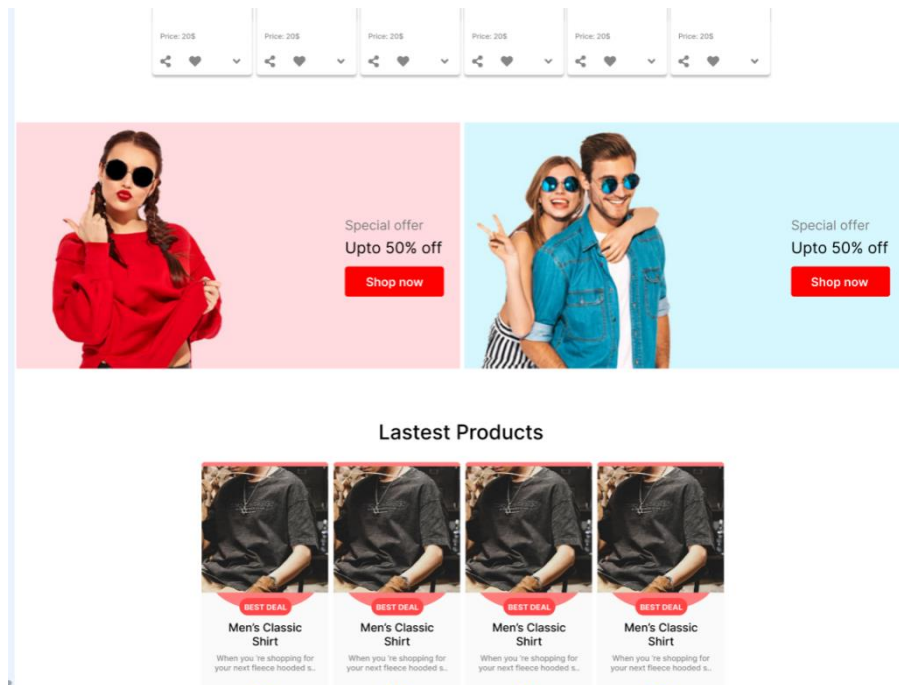 Price: 20$ Price: 20$ Price: 20$ Price: 20$ Price: 20$ Price: 20$
Special offer
Upto 50% off
Shop now
Special offer
Upto 50% off
Shop now
Lastest Products
BEST DEAL BEST DEAL BEST DEAL BEST DEAL
Men's Classic
Shirt
When you 're shopping for
your next fleece hooded s...
Men's Classic
Shirt
When you 're shopping for
your next fleece hooded s...
Men's Classic
Shirt
When you 're shopping for
your next fleece hooded s...
Men's Classic
Shirt
When you 're shopping for
your next fleece hooded s...